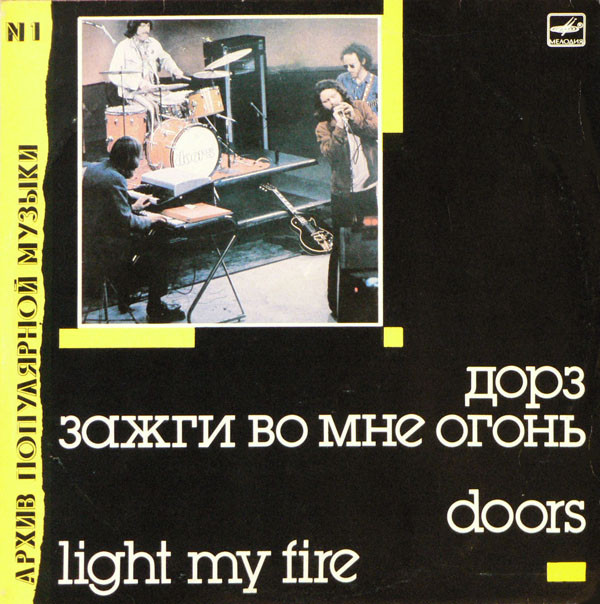 №1
АРХИВ ПОПУЛЯРНОЙ МУЗЫКИ
МЕЛОДИЯ
дорз
зажги во мне огонь
doors
light my fire